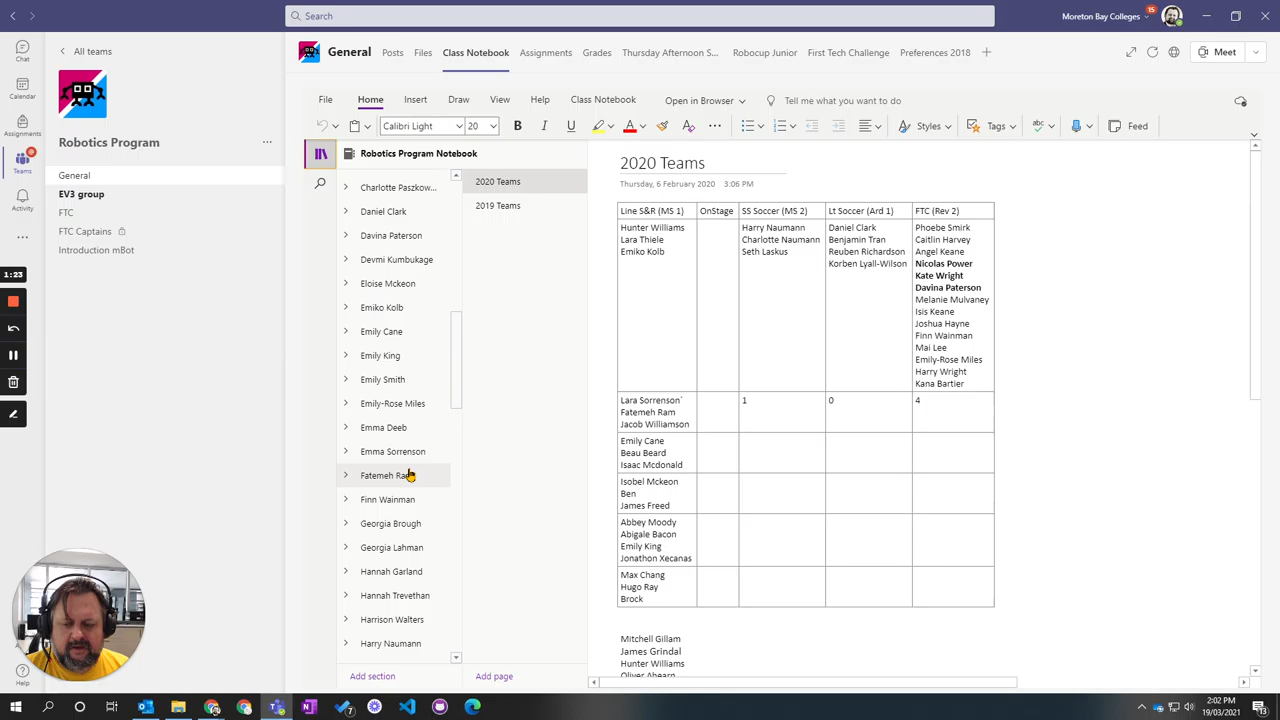 Search
Moreton Bay Colleges
Chat
Calendar
Assignments
Teams
Activity
Help
1:23
All teams
Robotics Program
General
EV3 group
FTC
FTC Captains
Introduction mBot
General Posts Files Class Notebook Assignments Grades Thursday Afternoon S... Robocup Junior First Tech Challenge Preferences 2018 Meet
File Home Insert Draw View Help Class Notebook Open in Browser Tell me what you want to do
Calibri Light 20 B I U A Styles Tags Feed
Robotics Program Notebook
Charlotte Paszkow...
Daniel Clark
Davina Paterson
Devmi Kumbukage
Eloise Mckeon
Emiko Kolb
Emily Cane
Emily King
Emily Smith
Emily-Rose Miles
Emma Deeb
Emma Sorrenson
Fatemeh Ra
Finn Wainman
Georgia Brough
Georgia Lahman
Hannah Garland
Hannah Trevethan
Harrison Walters
Harry Naumann
Add section
2020 Teams
2019 Teams
Add page
2020 Teams
Thursday, 6 February 2020 3:06 PM
Line S&R (MS 1) OnStage SS Soccer (MS 2) Lt Soccer (Ard 1) FTC (Rev 2)
Hunter Williams
Lara Thiele
Emiko Kolb
Harry Naumann
Charlotte Naumann
Seth Laskus
Daniel Clark
Benjamin Tran
Reuben Richardson
Korben Lyall-Wilson
Phoebe Smirk
Caitlin Harvey
Angel Keane
Nicolas Power
Kate Wright
Davina Paterson
Melanie Mulvaney
Isis Keane
Joshua Hayne
Finn Wainman
Mai Lee
Emily-Rose Miles
Harry Wright
Kana Bartier
Lara Sorrenson`
Fatemeh Ram
Jacob Williamson
1
0
4
Emily Cane
Beau Beard
Isaac Mcdonald
Isobel Mckeon
Ben
James Freed
Abbey Moody
Abigale Bacon
Emily King
Jonathon Xecanas
Max Chang
Hugo Ray
Brock
Mitchell Gillam
James Grindal
Hunter Williams
Oliver Ahearn
2:02 PM
19/03/2021